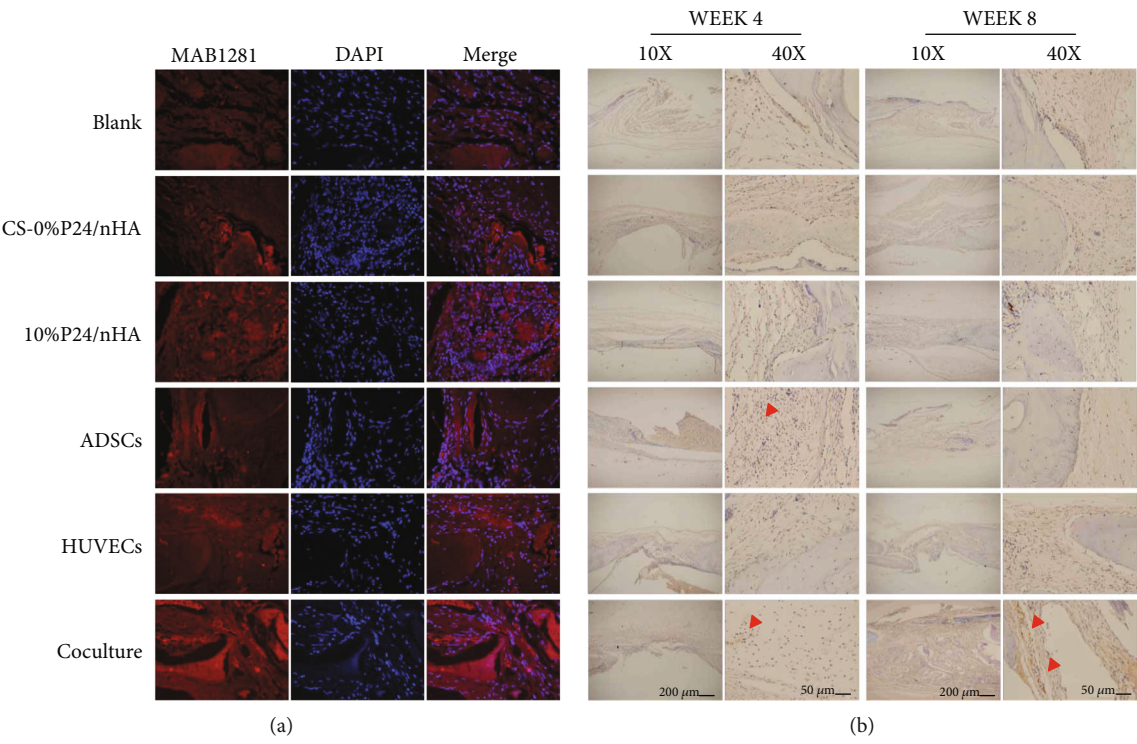 WEEK 4 WEEK 8
MAB1281 DAPI Merge 10X 40X 10X 40X
Blank
CS-0%P24/nHA
10%P24/nHA
ADSCs
HUVECs
Coculture
200 μm 50 μm 200 μm 50 μm
(a) (b)